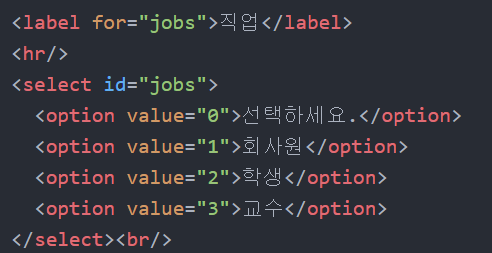 <label for="jobs">직업</label>
<hr/>
<select id="jobs">
  <option value="0">선택하세요.</option>
  <option value="1">회사원</option>
  <option value="2">학생</option>
  <option value="3">교수</option>
</select><br/>